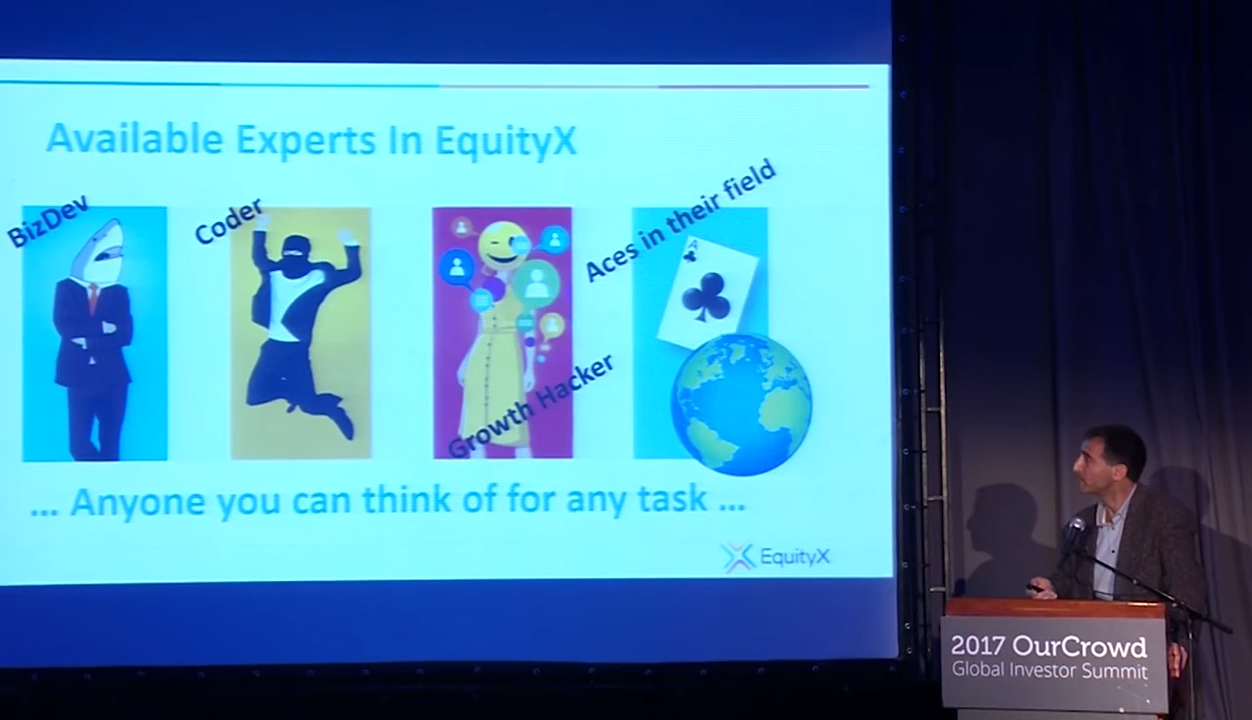 Available Experts In EquityX
BizDev
Coder
Growth Hacker
Aces in their field
A
... Anyone you can think of for any task ...
EquityX
2017 OurCrowd
Global Investor Summit